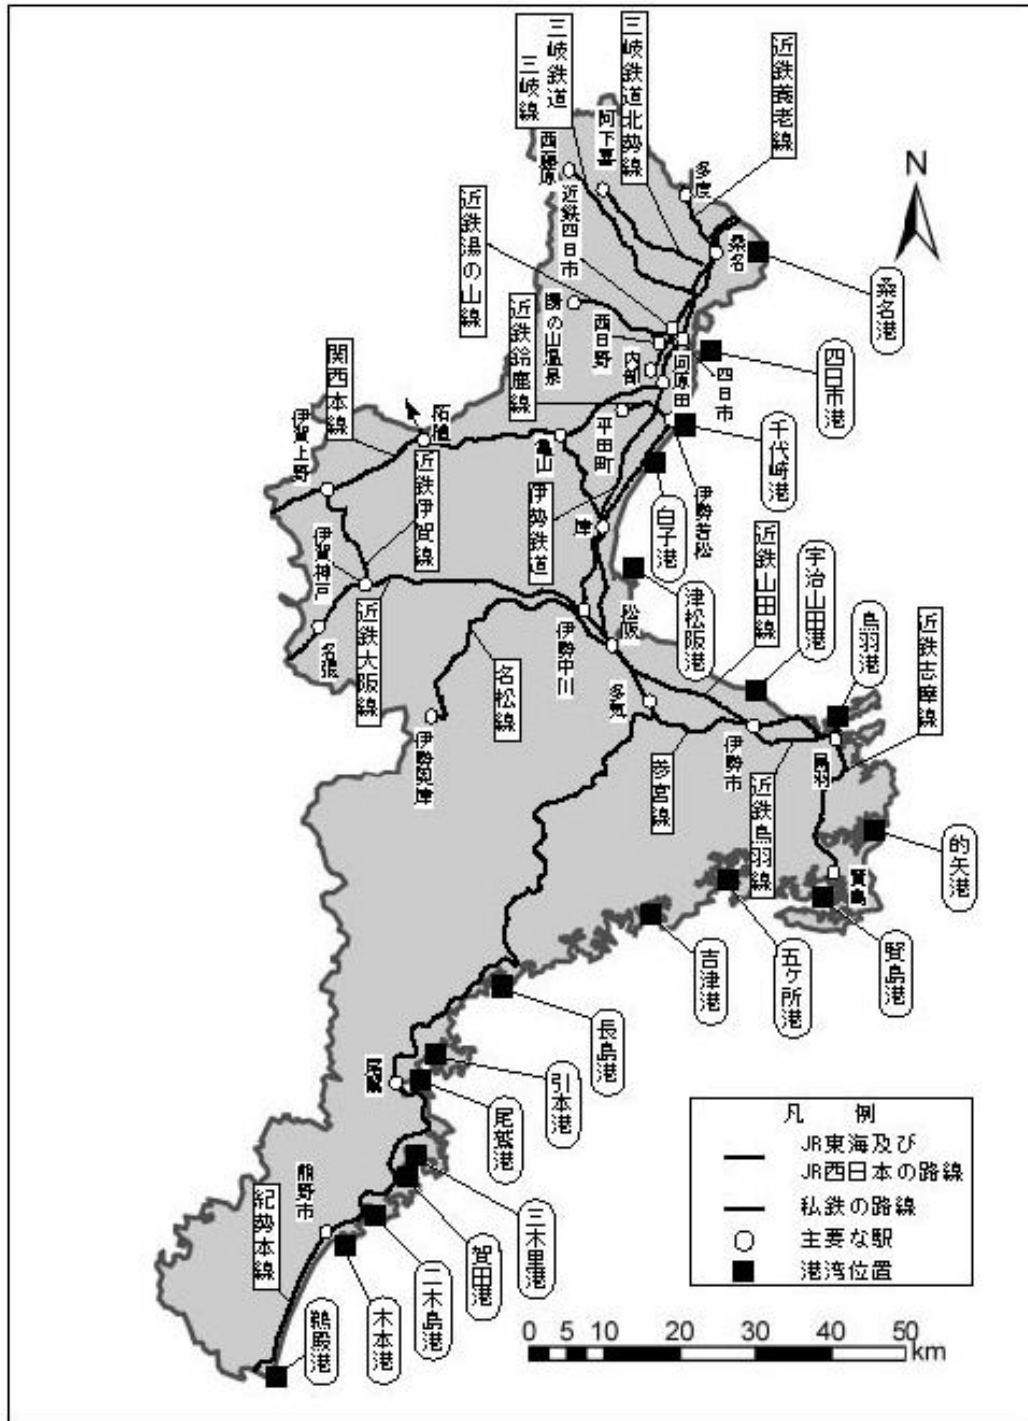 三岐鉄道
三岐線
三岐鉄道北勢線
近鉄養老線
西藤原
阿下喜
多度
N
近鉄四日市
桑名
近鉄湯の山線
桑名港
湯の山温泉
西日野
近鉄鈴鹿線
内部
河原田
四日市
四日市港
関西本線
伊賀上野
柘植
亀山
平田町
千代崎港
近鉄伊賀線
伊勢鉄道
白子港
伊勢若松
津
伊賀神戸
名張
近鉄大阪線
名松線
伊勢中川
松阪
津松阪港
近鉄山田線
宇治山田港
鳥羽港
近鉄志摩線
伊勢奥津
多気
参宮線
伊勢市
近鉄鳥羽線
鳥羽
的矢港
賢島
賢島港
五ヶ所港
吉津港
長島港
引本港
尾鷲
尾鷲港
三木里港
賀田港
二木島港
木本港
熊野市
紀勢本線
鵜殿港
凡 例
JR東海及び
JR西日本の路線
私鉄の路線
主要な駅
港湾位置
0 5 10 20 30 40 50
km